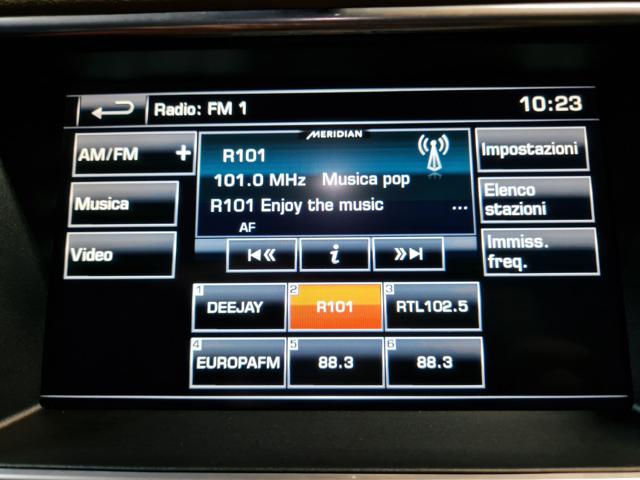 Radio: FM 1
10:23
AM/FM +
Musica
Video
MERIDIAN
R101
101.0 MHz Musica pop
R101 Enjoy the music ...
AF
i
Impostazioni
Elenco
stazioni
Immiss.
freq.
1 DEEJAY
2 R101
3 RTL102.5
4 EUROPAFM
5 88.3
6 88.3